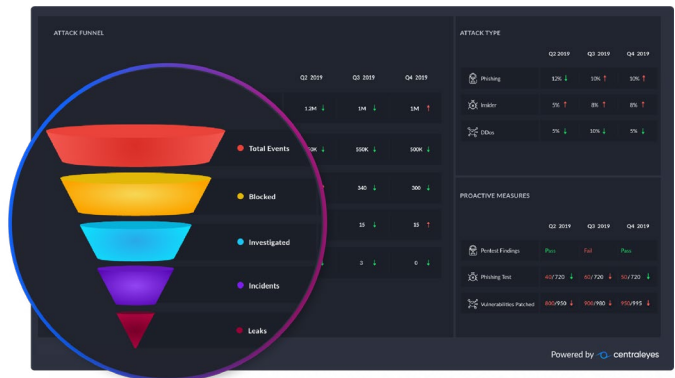 ATTACK FUNNEL
Q2 2019 Q3 2019 Q4 2019
1.2M ↓ 1M ↓ 1M ↑
Total Events
550K ↓ 500K ↓
Blocked
340 ↓ 300 ↓
Investigated
15 ↓ 15 ↑
Incidents
3 ↓ 0 ↓
Leaks
ATTACK TYPE
Q2 2019 Q3 2019 Q4 2019
Phishing 12% ↓ 10% ↑ 10% ↑
Insider 5% ↑ 8% ↑ 8% ↑
DDos 5% ↓ 10% ↓ 5% ↓
PROACTIVE MEASURES
Q2 2019 Q3 2019 Q4 2019
Pentest Findings Pass Fail Pass
Phishing Test 40/720 ↓ 60/720 ↓ 50/720 ↓
Vulnerabilities Patched 800/950 ↓ 900/980 ↓ 950/995 ↓
Powered by centraleyes